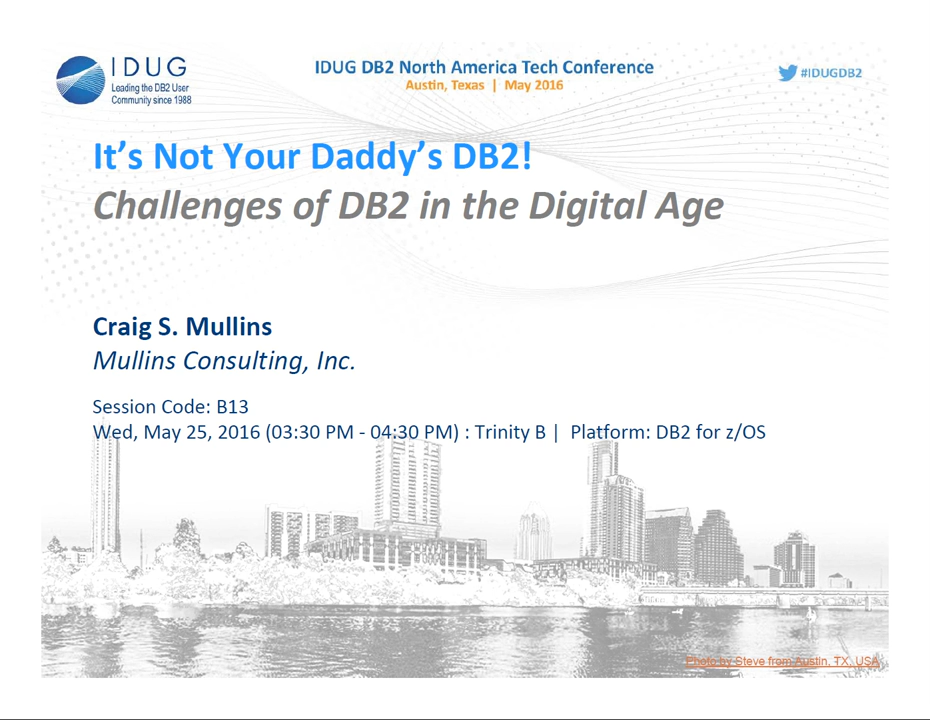 IDUG
Leading the DB2 User
Community since 1988
IDUG DB2 North America Tech Conference
Austin, Texas | May 2016
#IDUGDB2
It's Not Your Daddy's DB2!
Challenges of DB2 in the Digital Age
Craig S. Mullins
Mullins Consulting, Inc.
Session Code: B13
Wed, May 25, 2016 (03:30 PM - 04:30 PM) : Trinity B | Platform: DB2 for z/OS
Photo by Steve from Austin, TX, USA